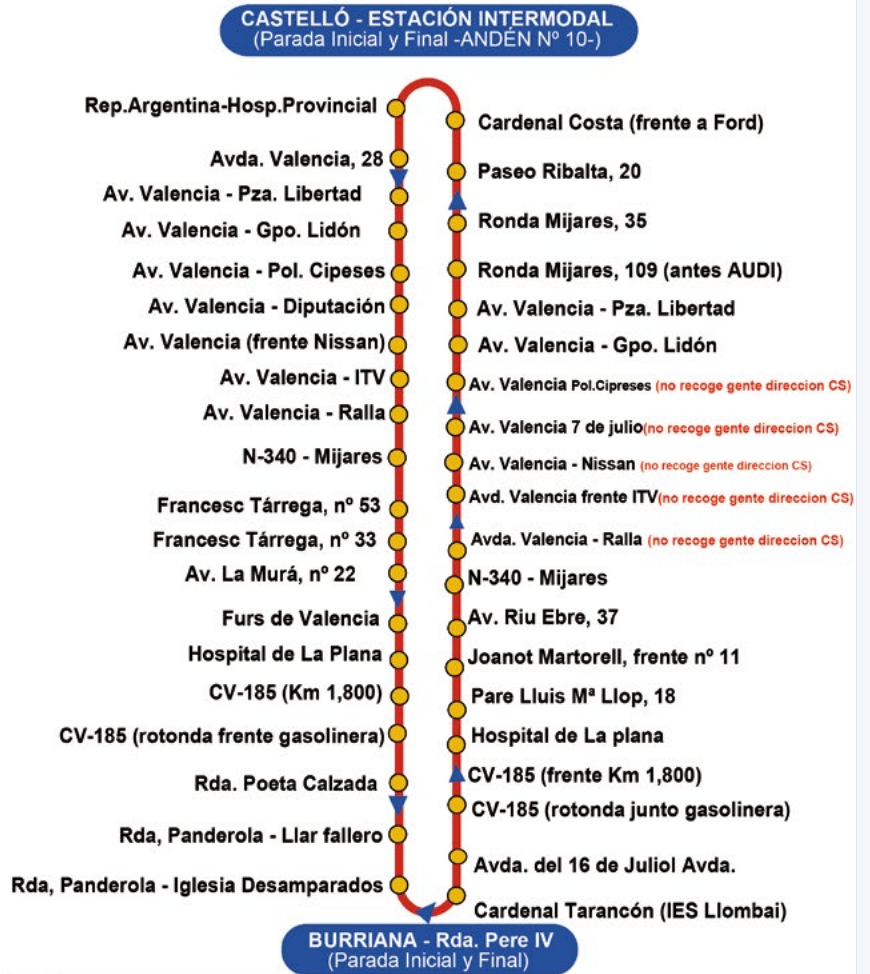 CASTELLÓ - ESTACIÓN INTERMODAL
(Parada Inicial y Final -ANDÉN Nº 10-)
Rep.Argentina-Hosp.Provincial
Avda. Valencia, 28
Av. Valencia - Pza. Libertad
Av. Valencia - Gpo. Lidón
Av. Valencia - Pol. Cipeses
Av. Valencia - Diputación
Av. Valencia (frente Nissan)
Av. Valencia - ITV
Av. Valencia - Ralla
N-340 - Mijares
Francesc Tárrega, nº 53
Francesc Tárrega, nº 33
Av. La Murá, nº 22
Furs de Valencia
Hospital de La Plana
CV-185 (Km 1,800)
CV-185 (rotonda frente gasolinera)
Rda. Poeta Calzada
Rda, Panderola - Llar fallero
Rda, Panderola - Iglesia Desamparados
Cardenal Costa (frente a Ford)
Paseo Ribalta, 20
Ronda Mijares, 35
Ronda Mijares, 109 (antes AUDI)
Av. Valencia - Pza. Libertad
Av. Valencia - Gpo. Lidón
Av. Valencia Pol.Cipreses (no recoge gente direccion CS)
Av. Valencia 7 de julio(no recoge gente direccion CS)
Av. Valencia - Nissan (no recoge gente direccion CS)
Avd. Valencia frente ITV(no recoge gente direccion CS)
Avda. Valencia - Ralla (no recoge gente direccion CS)
N-340 - Mijares
Av. Riu Ebre, 37
Joanot Martorell, frente nº 11
Pare Lluis Mª Llop, 18
Hospital de La plana
CV-185 (frente Km 1,800)
CV-185 (rotonda junto gasolinera)
Avda. del 16 de Juliol Avda.
Cardenal Tarancón (IES Llombai)
BURRIANA - Rda. Pere IV
(Parada Inicial y Final)